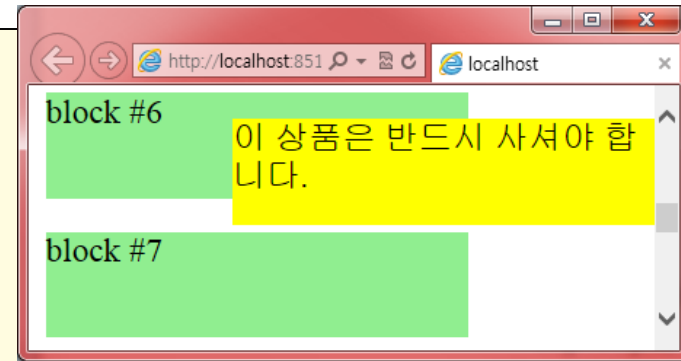 http://localhost:851
localhost
block #6
이 상품은 반드시 사셔야 합
니다.
block #7